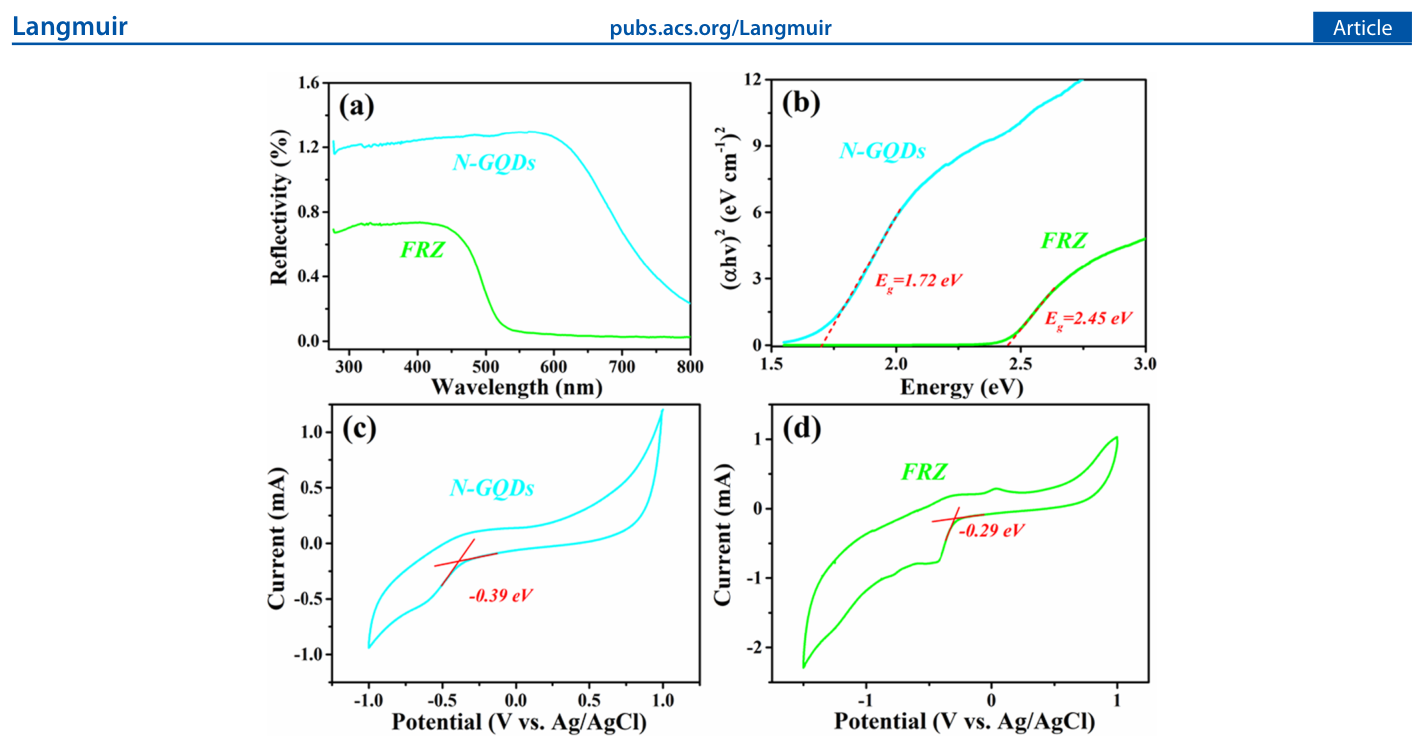 Langmuir
pubs.acs.org/Langmuir
Article
(a)
1.6
1.2
0.8
0.4
0.0
Reflectivity (%)
N-GQDs
FRZ
300
400
500
600
700
800
Wavelength (nm)
(b)
12
9
6
3
0
(αhν)² (eV cm⁻¹)²
N-GQDs
FRZ
Eg=1.72 eV
Eg=2.45 eV
1.5
2.0
2.5
3.0
Energy (eV)
(c)
1.0
0.5
0.0
-0.5
-1.0
Current (mA)
N-GQDs
-0.39 eV
-1.0
-0.5
0.0
0.5
1.0
Potential (V vs. Ag/AgCl)
(d)
1
0
-1
-2
Current (mA)
FRZ
-0.29 eV
-1
0
1
Potential (V vs. Ag/AgCl)